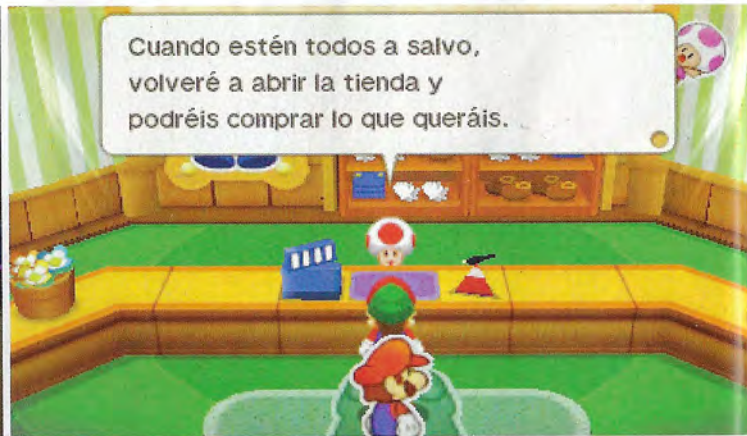 Cuando estén todos a salvo,
volveré a abrir la tienda y
podréis comprar lo que queráis.